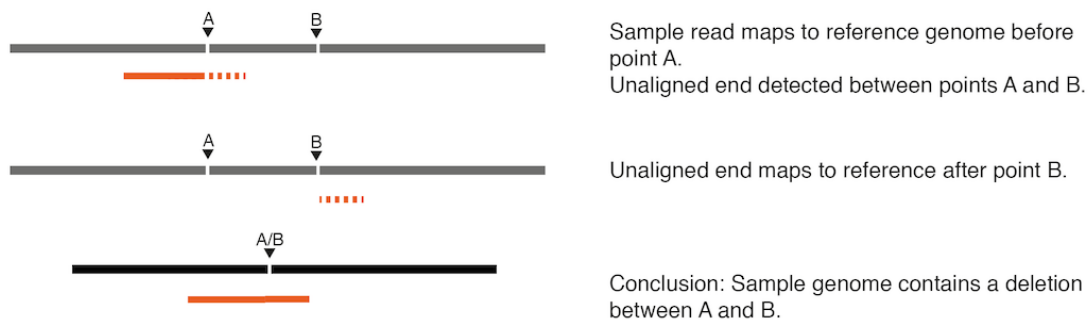 A B
Sample read maps to reference genome before
point A.
Unaligned end detected between points A and B.
A B
Unaligned end maps to reference after point B.
A/B
Conclusion: Sample genome contains a deletion
between A and B.